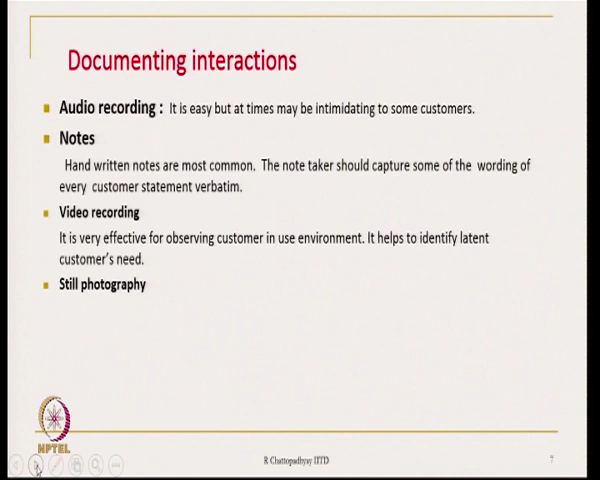 Documenting interactions
Audio recording : It is easy but at times may be intimidating to some customers.
Notes
Hand written notes are most common. The note taker should capture some of the wording of
every customer statement verbatim.
Video recording
It is very effective for observing customer in use environment. It helps to identify latent
customer's need.
Still photography
NPTEL
R Chattopadhyay IITD
7